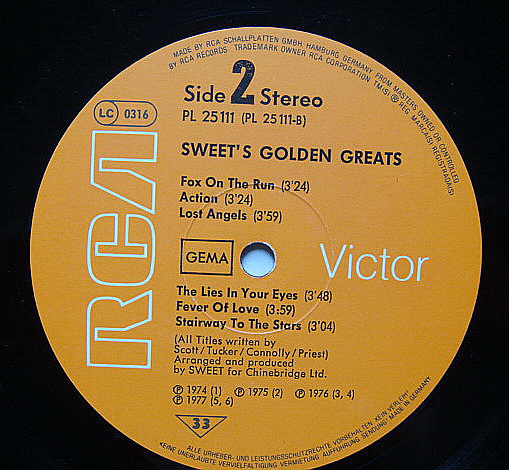 MADE BY RCA SCHALLPLATTEN GMBH, HAMBURG, GERMANY, FROM MASTERS OWNED OR CONTROLLED
BY RCA RECORDS TRADEMARK OWNER RCA CORPORATION TM(S) ® REG. MARCA(S) REGISTRADA(S)
Side 2 Stereo
PL 25111 (PL 25111-B)
LC 0316
SWEET'S GOLDEN GREATS
Fox On The Run (3'24)
Action (3'24)
Lost Angels (3'59)
RCA
GEMA
Victor
The Lies In Your Eyes (3'48)
Fever Of Love (3:59)
Stairway To The Stars (3'04)
(All Titles written by
Scott/Tucker/Connolly/Priest)
Arranged and produced
by SWEET for Chinebridge Ltd.
℗ 1974 (1) ℗ 1975 (2) ℗ 1976 (3, 4)
℗ 1977 (5, 6)
33
ALLE URHEBER- UND LEISTUNGSSCHUTZRECHTE VORBEHALTEN. KEIN VERLEIH!
KEINE UNERLAUBTE VERVIELFÄLTIGUNG, VERMIETUNG, AUFFÜHRUNG, SENDUNG! MADE IN GERMANY